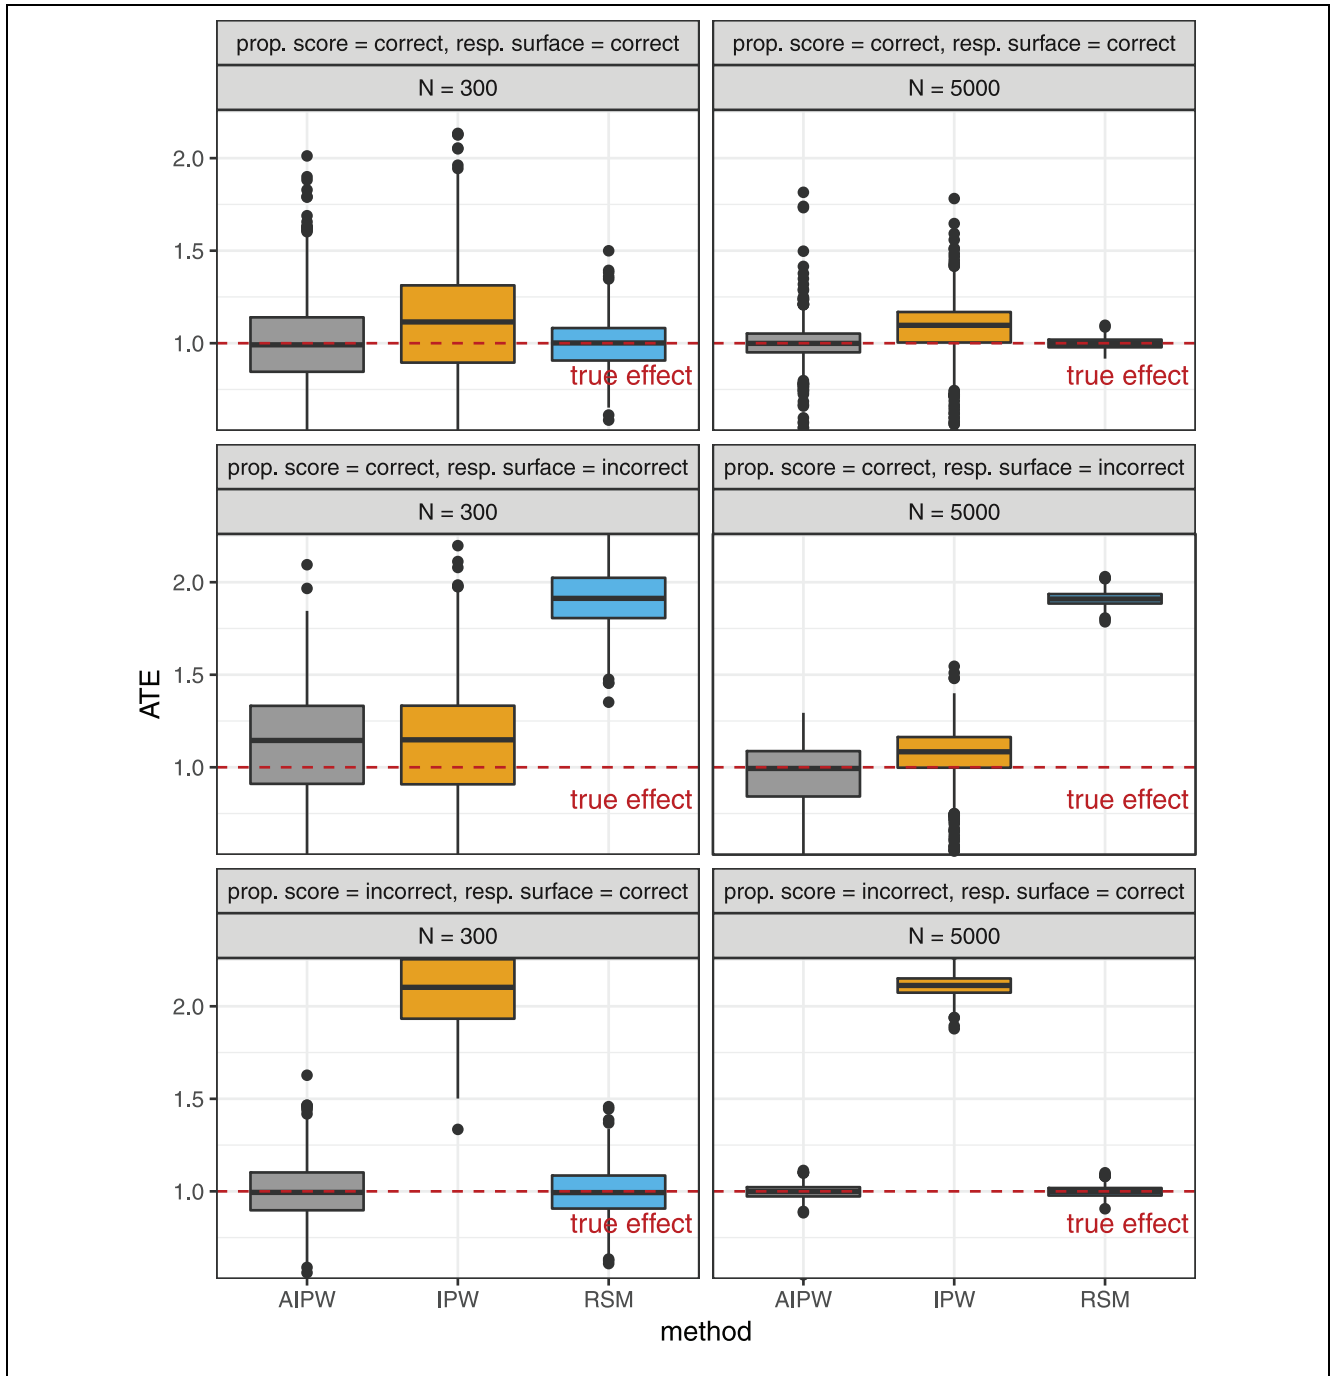 prop. score = correct, resp. surface = correct
N = 300
2.0
1.5
1.0
true effect
prop. score = correct, resp. surface = correct
N = 5000
true effect
prop. score = correct, resp. surface = incorrect
N = 300
2.0
1.5
1.0
true effect
prop. score = correct, resp. surface = incorrect
N = 5000
true effect
ATE
prop. score = incorrect, resp. surface = correct
N = 300
2.0
1.5
1.0
true effect
prop. score = incorrect, resp. surface = correct
N = 5000
true effect
AIPW IPW RSM
AIPW IPW RSM
method